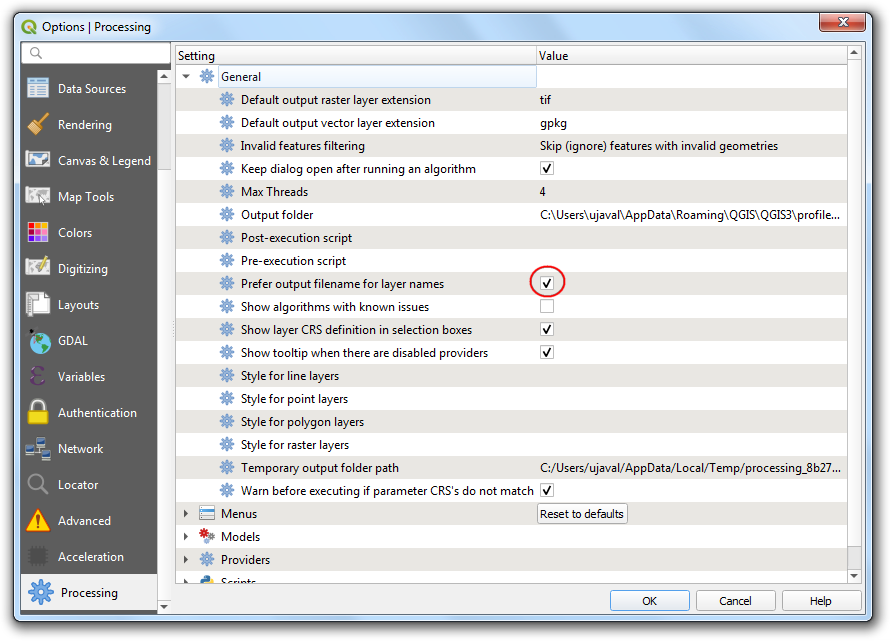 Options | Processing
Setting Value
General
Data Sources
Rendering
Canvas & Legend
Map Tools
Colors
Digitizing
Layouts
GDAL
Variables
Authentication
Network
Locator
Advanced
Acceleration
Processing
Default output raster layer extension tif
Default output vector layer extension gpkg
Invalid features filtering Skip (ignore) features with invalid geometries
Keep dialog open after running an algorithm
Max Threads 4
Output folder C:\Users\ujaval\AppData\Roaming\QGIS\QGIS3\profile...
Post-execution script
Pre-execution script
Prefer output filename for layer names
Show algorithms with known issues
Show layer CRS definition in selection boxes
Show tooltip when there are disabled providers
Style for line layers
Style for point layers
Style for polygon layers
Style for raster layers
Temporary output folder path C:/Users/ujaval/AppData/Local/Temp/processing_8b27...
Warn before executing if parameter CRS's do not match
Menus Reset to defaults
Models
Providers
Scripts
OK Cancel Help